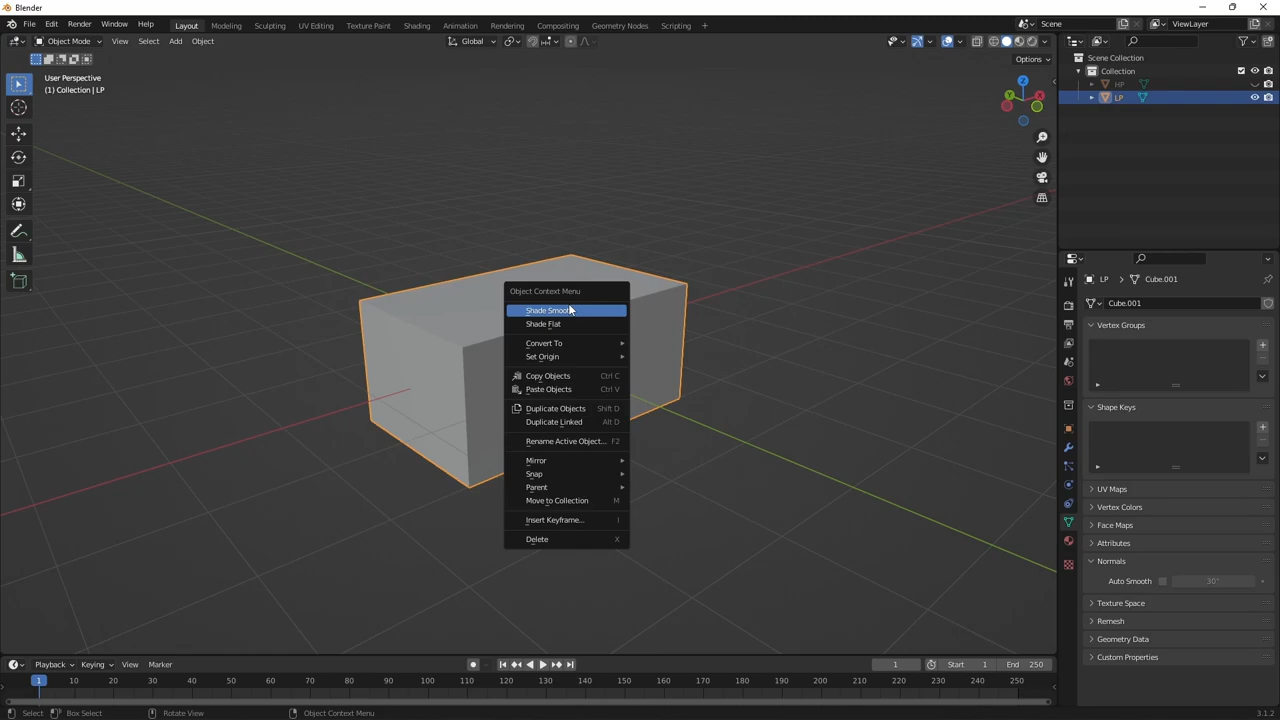 Blender
File Edit Render Window Help Layout Modeling Sculpting UV Editing Texture Paint Shading Animation Rendering Compositing Geometry Nodes Scripting + Scene ViewLayer
Object Mode View Select Add Object Global
Options
User Perspective
(1) Collection | LP
Z
Y X
Scene Collection
Collection
HP
LP
LP Cube.001
Cube.001
Vertex Groups
Shape Keys
UV Maps
Vertex Colors
Face Maps
Attributes
Normals
Auto Smooth 30°
Texture Space
Remesh
Geometry Data
Custom Properties
Object Context Menu
Shade Smoot
Shade Flat
Convert To
Set Origin
Copy Objects Ctrl C
Paste Objects Ctrl V
Duplicate Objects Shift D
Duplicate Linked Alt D
Rename Active Object... F2
Mirror
Snap
Parent
Move to Collection M
Insert Keyframe... I
Delete X
Playback Keying View Marker 1 Start 1 End 250
1 10 20 30 40 50 60 70 80 90 100 110 120 130 140 150 160 170 180 190 200 210 220 230 240 250
Select Box Select Rotate View Object Context Menu 3.1.2